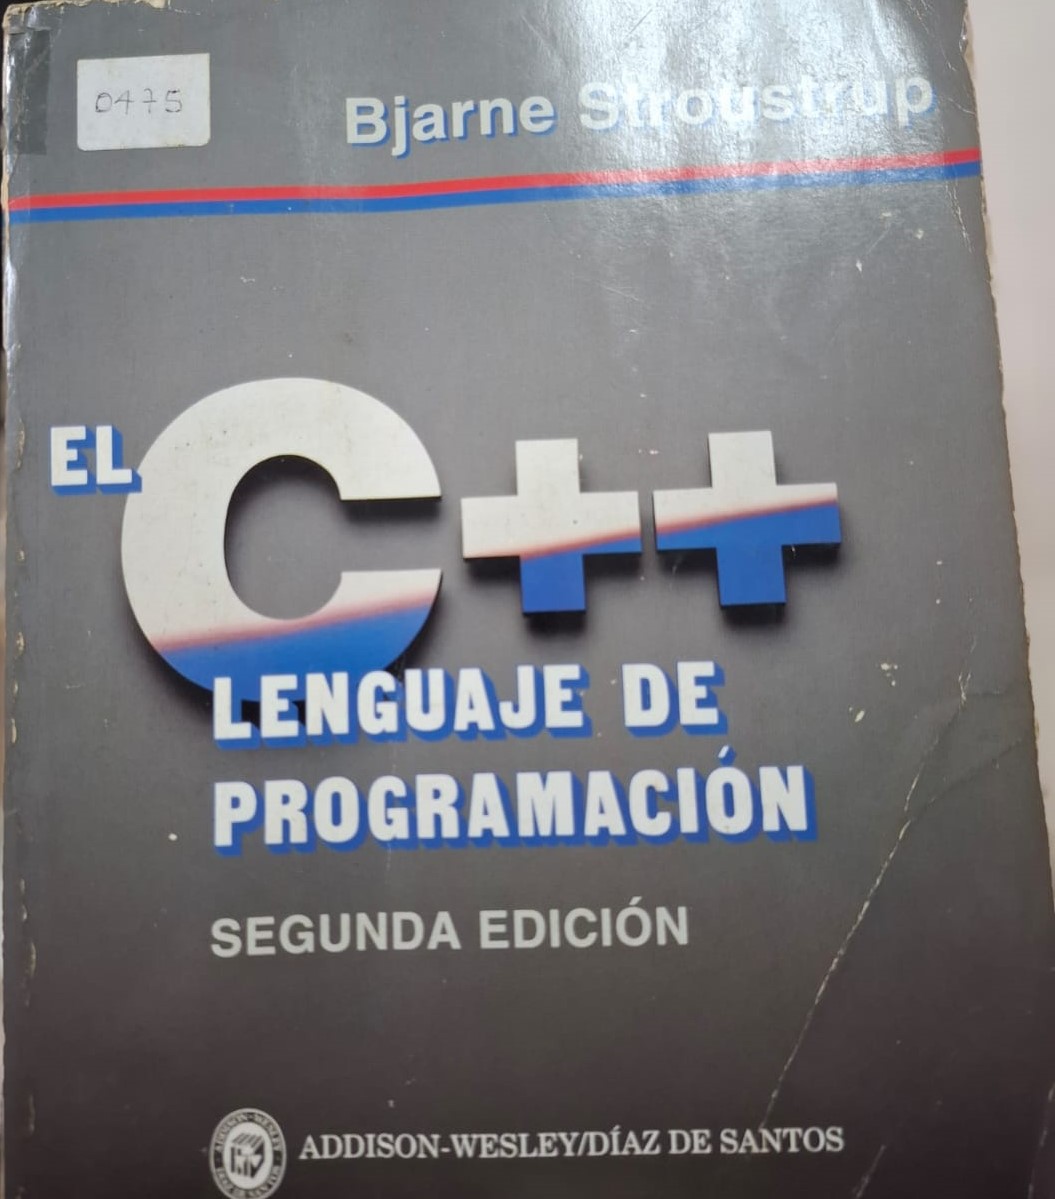 0475
Bjarne Stroustrup
EL
C++
LENGUAJE DE
PROGRAMACIÓN
SEGUNDA EDICIÓN
ADDISON-WESLEY/DÍAZ DE SANTOS